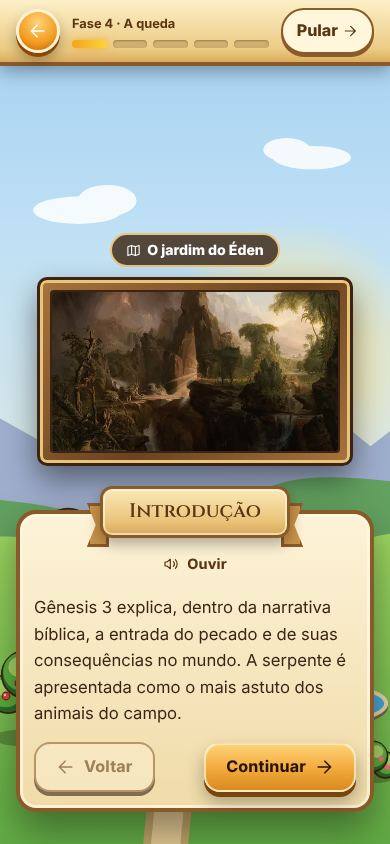 Fase 4 · A queda
Pular
O jardim do Éden
Introdução
Ouvir
Gênesis 3 explica, dentro da narrativa
bíblica, a entrada do pecado e de suas
consequências no mundo. A serpente é
apresentada como o mais astuto dos
animais do campo.
Voltar
Continuar